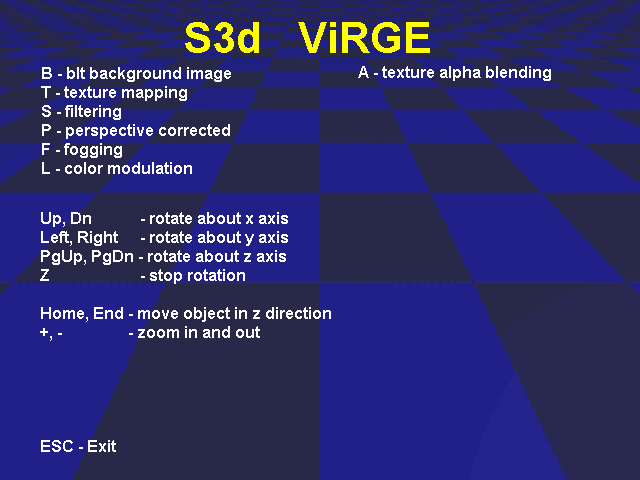 S3d ViRGE
B - blt background image
A - texture alpha blending
T - texture mapping
S - filtering
P - perspective corrected
F - fogging
L - color modulation
Up, Dn - rotate about x axis
Left, Right - rotate about y axis
PgUp, PgDn - rotate about z axis
Z - stop rotation
Home, End - move object in z direction
+, - - zoom in and out
ESC - Exit